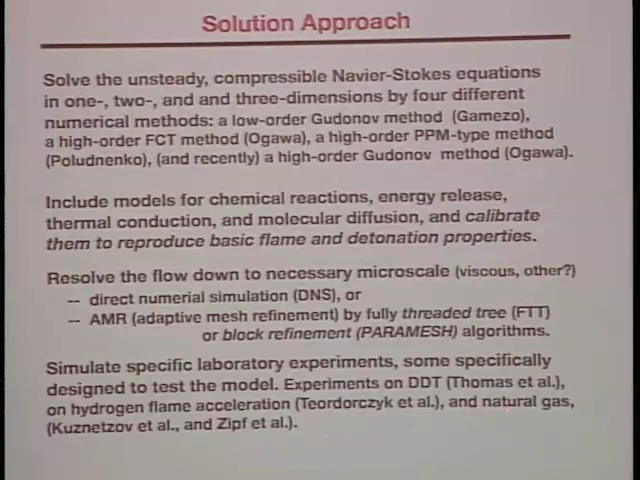 Solution Approach
Solve the unsteady, compressible Navier-Stokes equations
in one-, two-, and and three-dimensions by four different
numerical methods: a low-order Gudonov method (Gamezo),
a high-order FCT method (Ogawa), a high-order PPM-type method
(Poludnenko), (and recently) a high-order Gudonov method (Ogawa).
Include models for chemical reactions, energy release,
thermal conduction, and molecular diffusion, and calibrate
them to reproduce basic flame and detonation properties.
Resolve the flow down to necessary microscale (viscous, other?)
-- direct numerial simulation (DNS), or
-- AMR (adaptive mesh refinement) by fully threaded tree (FTT)
or block refinement (PARAMESH) algorithms.
Simulate specific laboratory experiments, some specifically
designed to test the model. Experiments on DDT (Thomas et al.),
on hydrogen flame acceleration (Teordorczyk et al.), and natural gas,
(Kuznetzov et al., and Zipf et al.).